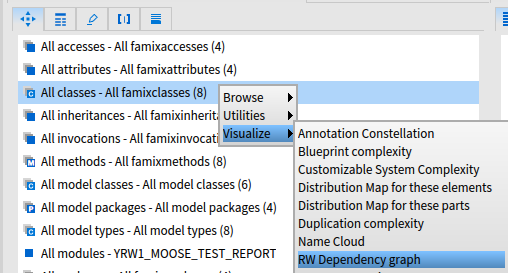 All accesses - All famixaccesses (4)
All attributes - All famixattributes (4)
All classes - All famixclasses (8)
All inheritances - All famixinherita
All invocations - All famixinvocati
All methods - All famixmethods (8)
All model classes - All model classes (6)
All model packages - All model packages (4)
All model types - All model types (8)
All modules - YRW1_MOOSE_TEST_REPORT
Browse
Utilities
Visualize
Annotation Constellation
Blueprint complexity
Customizable System Complexity
Distribution Map for these elements
Distribution Map for these parts
Duplication complexity
Name Cloud
RW Dependency graph